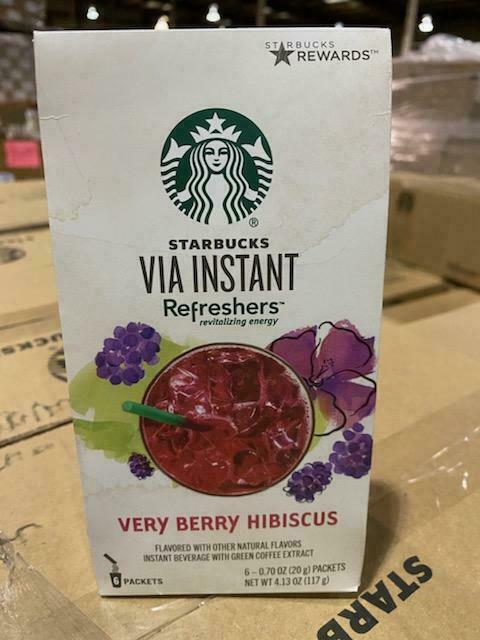 STARBUCKS
REWARDS™
®
STARBUCKS
VIA INSTANT
Refreshers™
revitalizing energy
VERY BERRY HIBISCUS
FLAVORED WITH OTHER NATURAL FLAVORS
INSTANT BEVERAGE WITH GREEN COFFEE EXTRACT
6 PACKETS
6 – 0.70 OZ (20 g) PACKETS
NET WT 4.13 OZ (117 g)
STARB